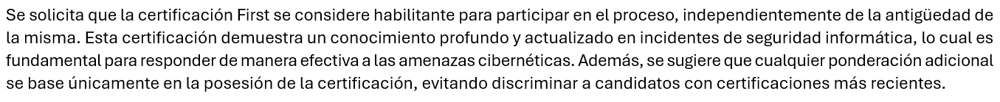 Se solicita que la certificación First se considere habilitante para participar en el proceso, independientemente de la antigüedad de
la misma. Esta certificación demuestra un conocimiento profundo y actualizado en incidentes de seguridad informática, lo cual es
fundamental para responder de manera efectiva a las amenazas cibernéticas. Además, se sugiere que cualquier ponderación adicional
se base únicamente en la posesión de la certificación, evitando discriminar a candidatos con certificaciones más recientes.